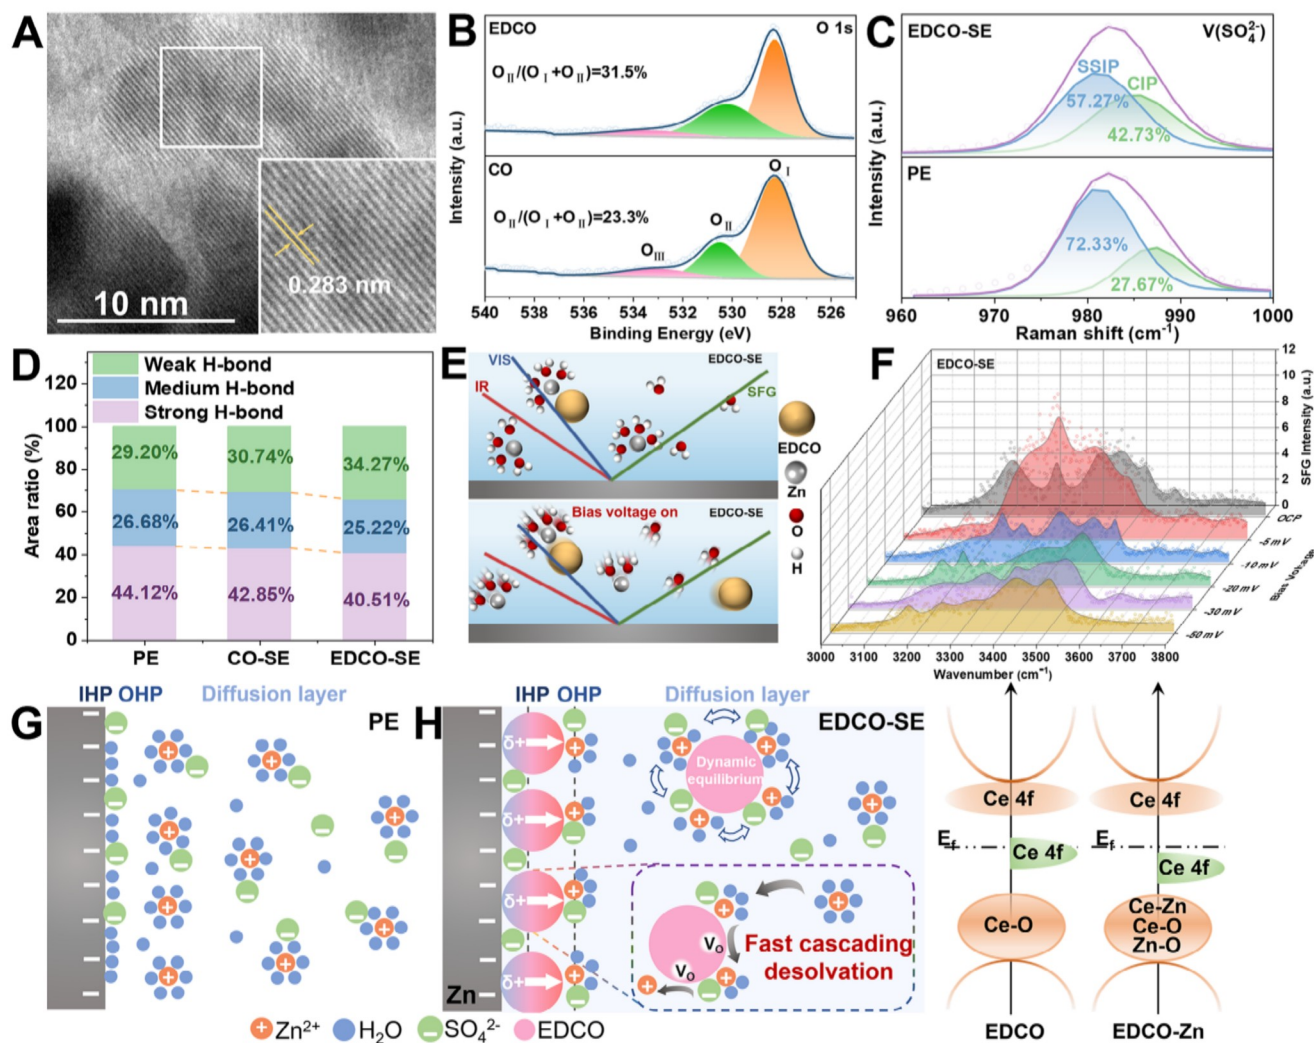 A
10 nm
0.283 nm
B
EDCO
O 1s
O_II/(O_I+O_II)=31.5%
CO
O_I
O_II/(O_I+O_II)=23.3%
O_II
O_III
Intensity (a.u.)
540 538 536 534 532 530 528 526
Binding Energy (eV)
C
EDCO-SE
V(SO₄²⁻)
SSIP
57.27%
CIP
42.73%
PE
72.33%
27.67%
Intensity (a.u.)
960 970 980 990 1000
Raman shift (cm⁻¹)
D
Weak H-bond
Medium H-bond
Strong H-bond
Area ratio (%)
120
100
80
60
40
20
0
29.20% 30.74% 34.27%
26.68% 26.41% 25.22%
44.12% 42.85% 40.51%
PE CO-SE EDCO-SE
E
VIS
IR
EDCO-SE
SFG
EDCO
Zn
O
H
Bias voltage on
EDCO-SE
F
EDCO-SE
12
10
8
6
4
2
0
SFG Intensity (a.u.)
OCP
-5 mV
-10 mV
-20 mV
-30 mV
-50 mV
Bias Voltage
3000 3100 3200 3300 3400 3500 3600 3700 3800
Wavenumber (cm⁻¹)
G
IHP OHP Diffusion layer
PE
H
IHP OHP Diffusion layer
EDCO-SE
δ+
δ+
δ+
δ+
Dynamic
equilibrium
V_O
V_O
Fast cascading
desolvation
Zn
Zn²⁺ H₂O SO₄²⁻ EDCO
Ce 4f Ce 4f
E_f E_f
Ce 4f Ce 4f
Ce-O
Ce-Zn
Ce-O
Zn-O
EDCO EDCO-Zn